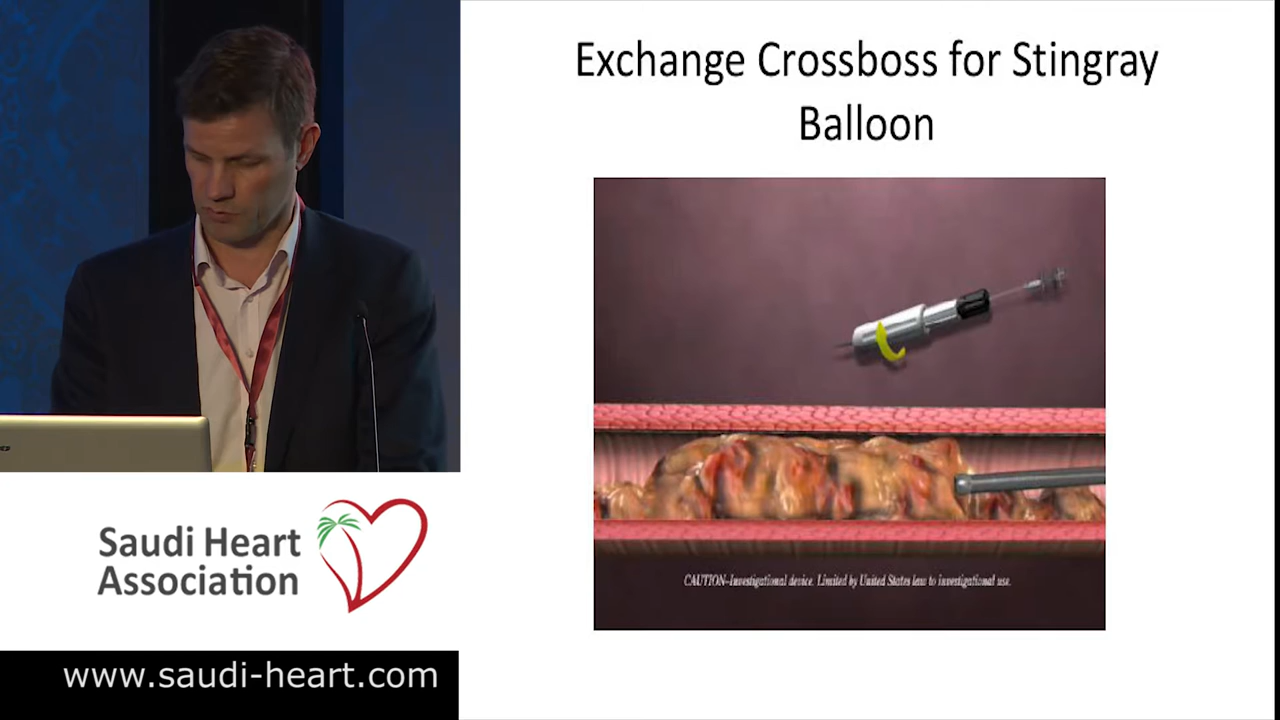 Exchange Crossboss for Stingray
Balloon
CAUTION–Investigational device. Limited by United States law to investigational use.
Saudi Heart
Association
www.saudi-heart.com